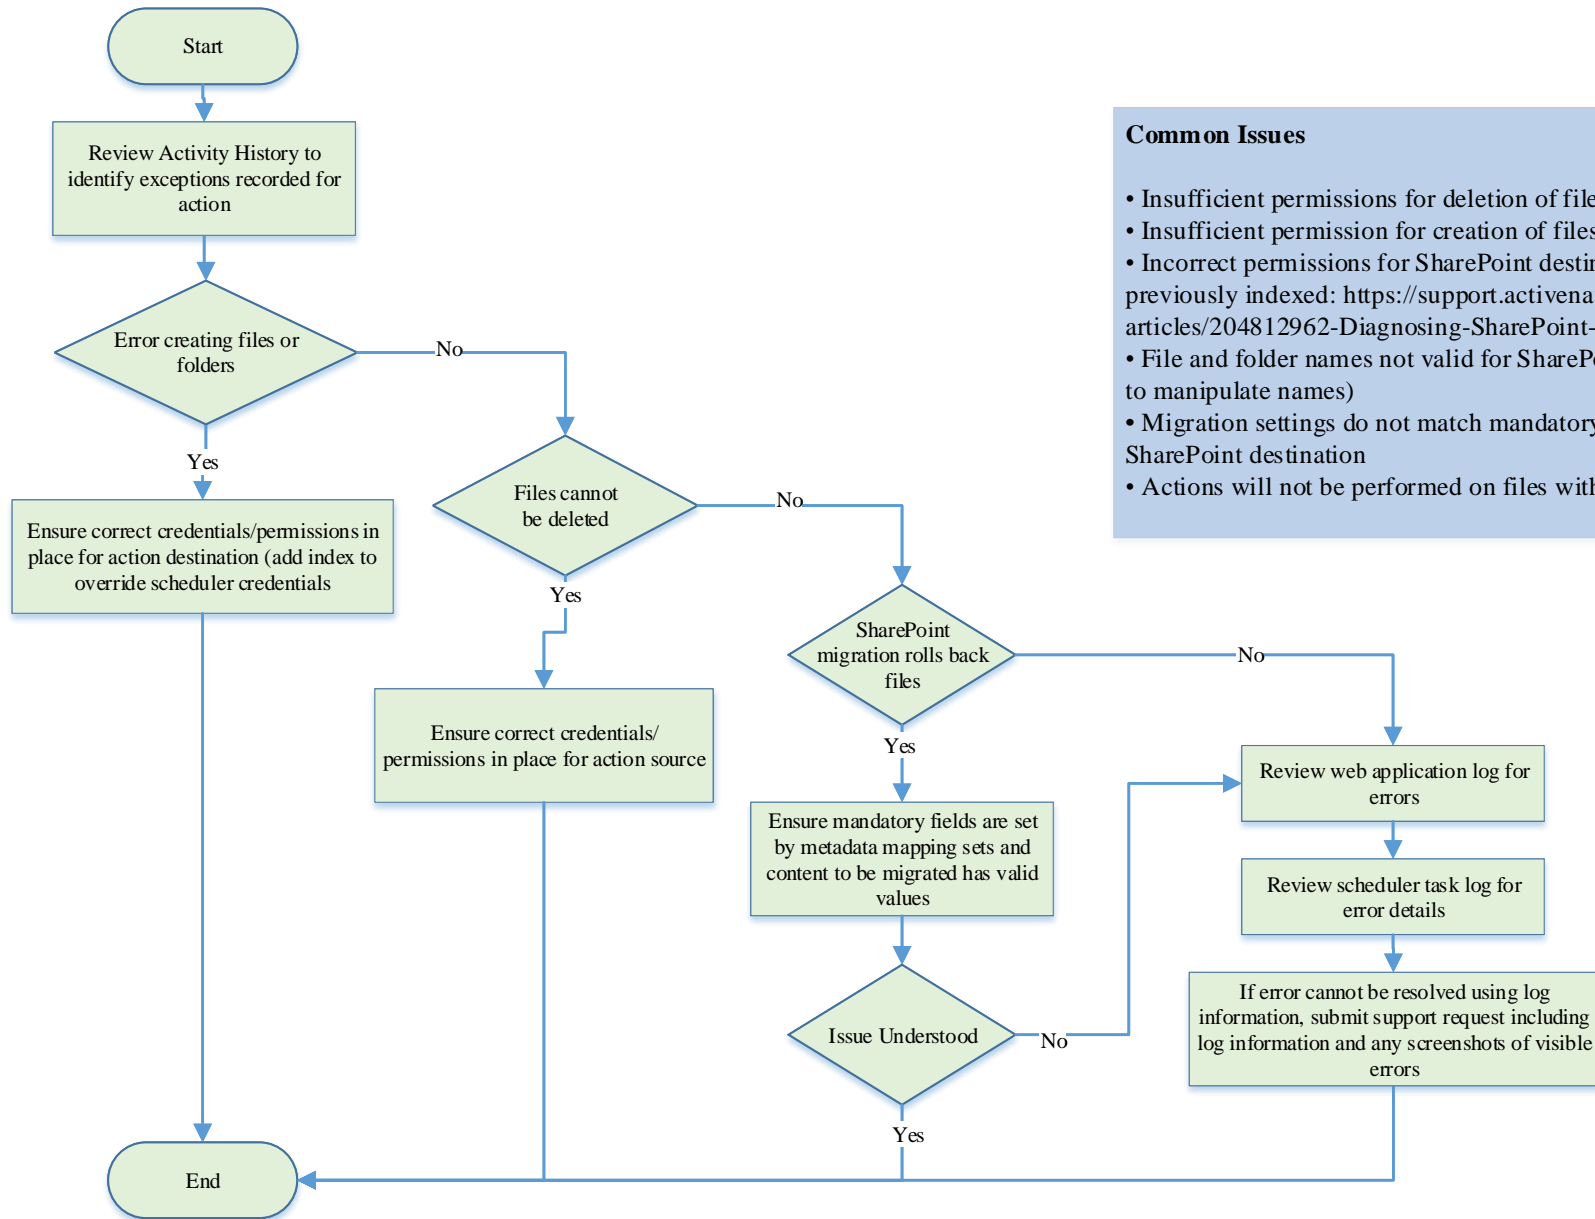 Start
Review Activity History to
identify exceptions recorded for
action
Error creating files or
folders
No
Yes
Ensure correct credentials/permissions in
place for action destination (add index to
override scheduler credentials
Files cannot
be deleted
No
Yes
Ensure correct credentials/
permissions in place for action source
SharePoint
migration rolls back
files
No
Yes
Ensure mandatory fields are set
by metadata mapping sets and
content to be migrated has valid
values
Issue Understood
No
Yes
Review web application log for
errors
Review scheduler task log for
error details
If error cannot be resolved using log
information, submit support request including
log information and any screenshots of visible
errors
End
Common Issues
• Insufficient permissions for deletion of file
• Insufficient permission for creation of files
• Incorrect permissions for SharePoint destin
previously indexed: https://support.activena
articles/204812962-Diagnosing-SharePoint-
• File and folder names not valid for SharePo
to manipulate names)
• Migration settings do not match mandatory
SharePoint destination
• Actions will not be performed on files with